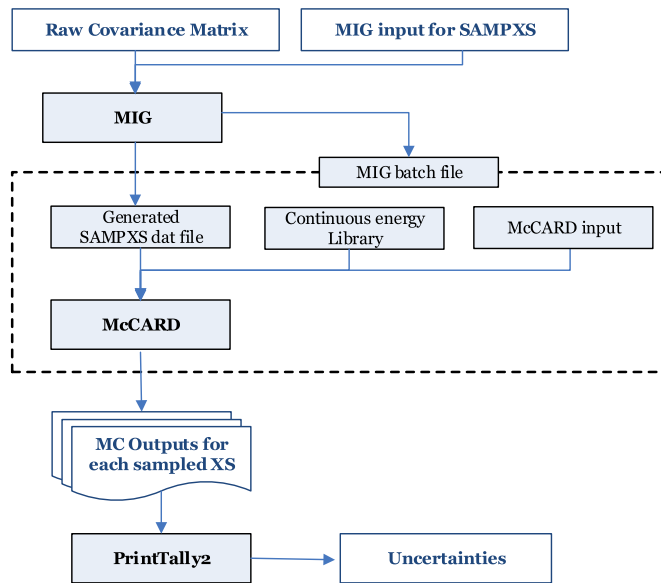 Raw Covariance Matrix
MIG input for SAMPXS
MIG
MIG batch file
Generated
SAMPXS dat file
Continuous energy
Library
McCARD input
McCARD
MC Outputs for
each sampled XS
PrintTally2
Uncertainties